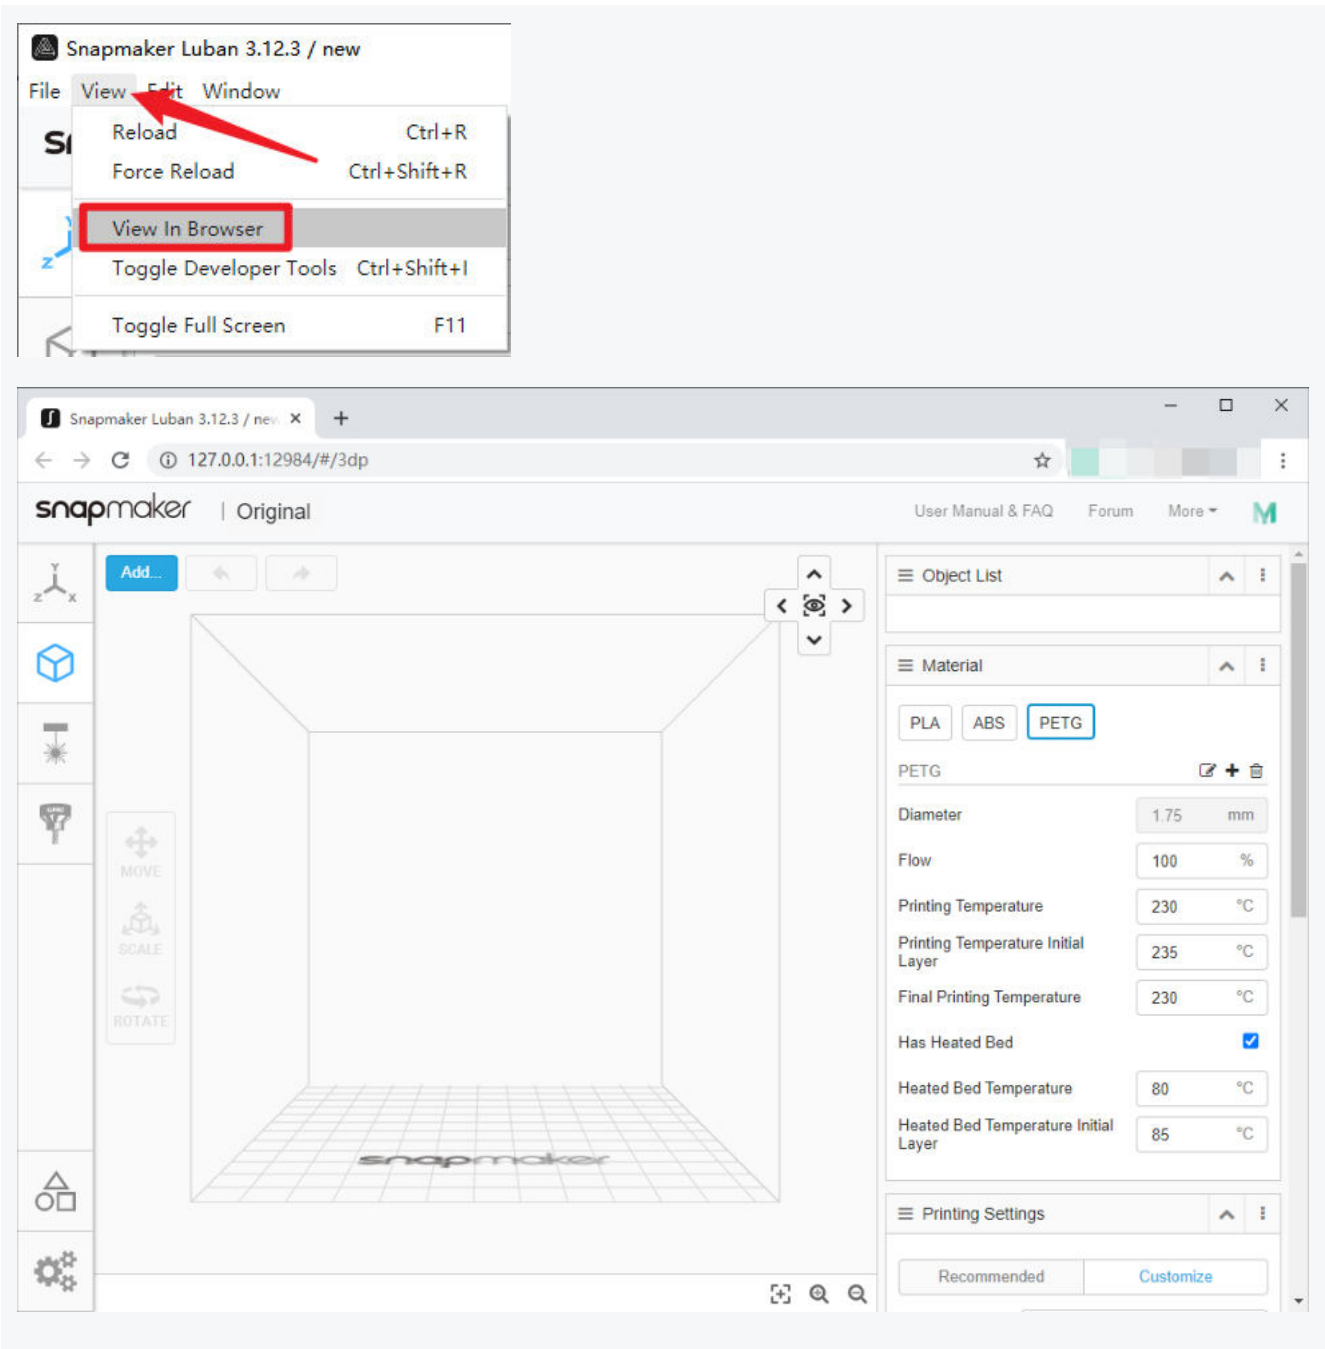 Snapmaker Luban 3.12.3 / new
File View Edit Window
Reload Ctrl+R
Force Reload Ctrl+Shift+R
View In Browser
Toggle Developer Tools Ctrl+Shift+I
Toggle Full Screen F11
Snapmaker Luban 3.12.3 / new
127.0.0.1:12984/#/3dp
snapmaker | Original
User Manual & FAQ Forum More
Y
Z X
Add...
Object List
Material
PLA ABS PETG
PETG
Diameter 1.75 mm
Flow 100 %
Printing Temperature 230 °C
Printing Temperature Initial
Layer 235 °C
Final Printing Temperature 230 °C
Has Heated Bed
Heated Bed Temperature 80 °C
Heated Bed Temperature Initial
Layer 85 °C
MOVE
SCALE
ROTATE
snapmaker
Printing Settings
Recommended Customize